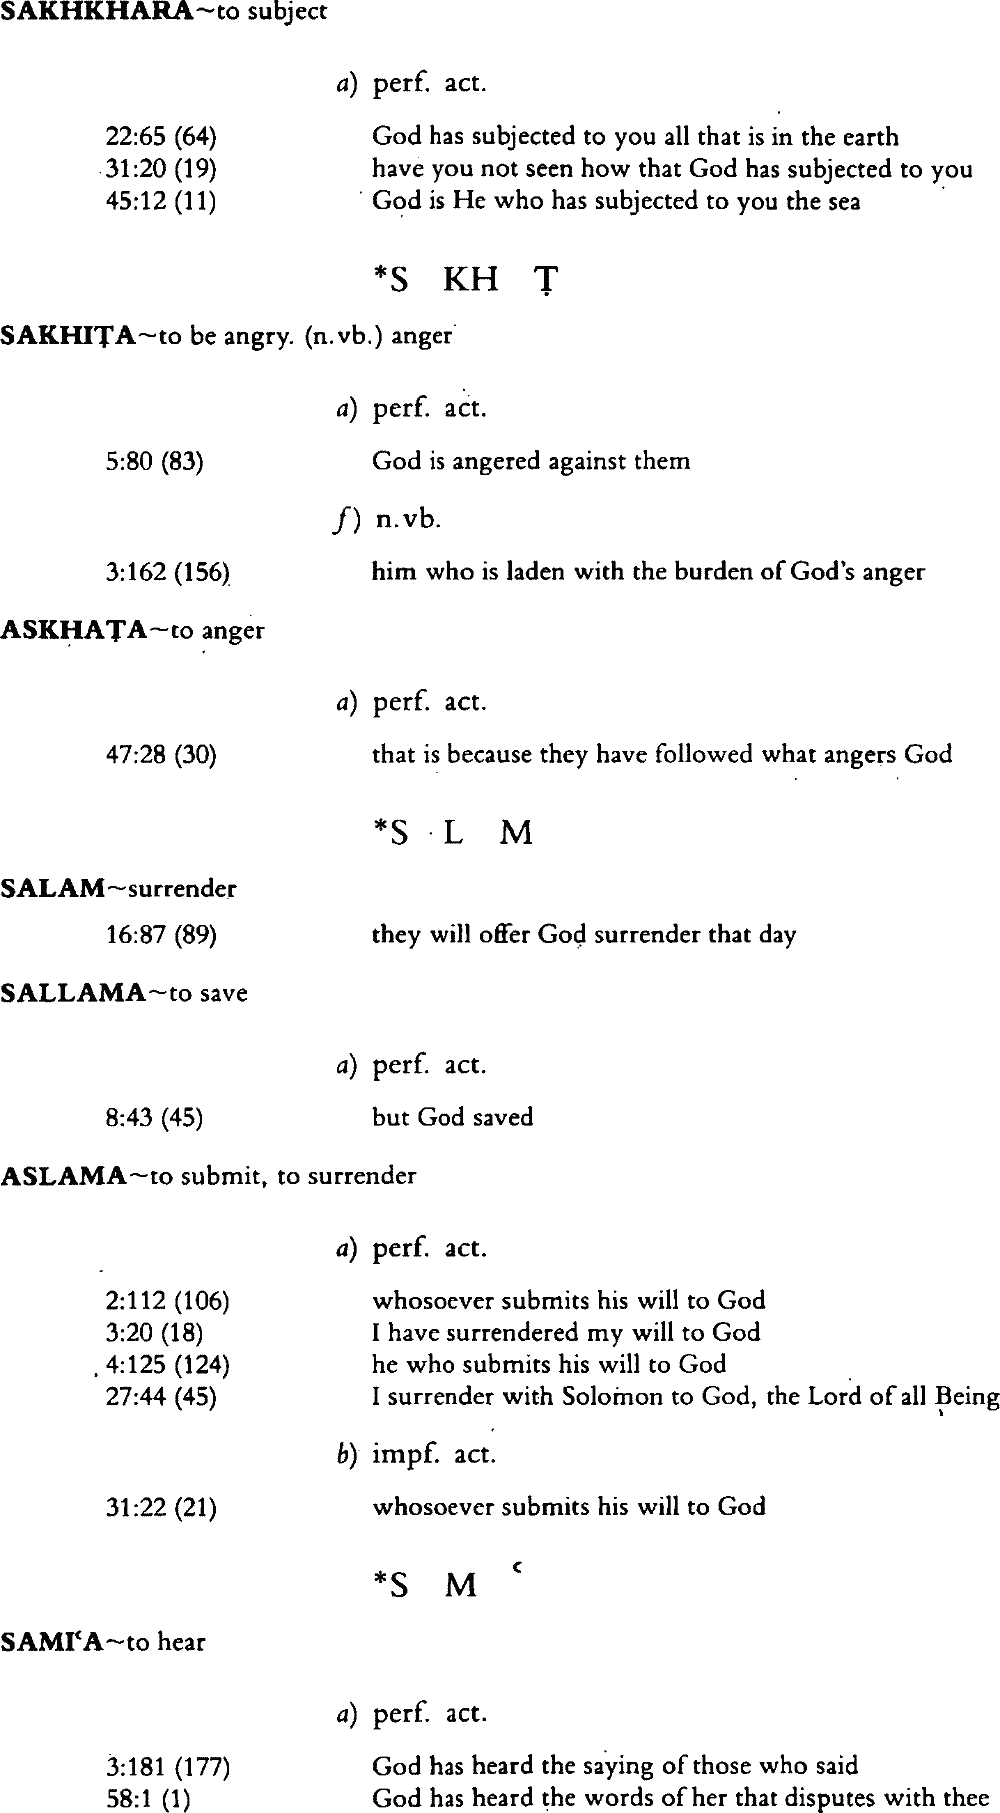 SAKHKHARA~to subject
a) perf. act.
22:65 (64) God has subjected to you all that is in the earth
31:20 (19) have you not seen how that God has subjected to you
45:12 (11) God is He who has subjected to you the sea
*S KH Ṭ
SAKHIṬA~to be angry. (n.vb.) anger
a) perf. act.
5:80 (83) God is angered against them
f) n.vb.
3:162 (156) him who is laden with the burden of God's anger
ASKHAṬA~to anger
a) perf. act.
47:28 (30) that is because they have followed what angers God
*S L M
SALAM~surrender
16:87 (89) they will offer God surrender that day
SALLAMA~to save
a) perf. act.
8:43 (45) but God saved
ASLAMA~to submit, to surrender
a) perf. act.
2:112 (106) whosoever submits his will to God
3:20 (18) I have surrendered my will to God
4:125 (124) he who submits his will to God
27:44 (45) I surrender with Solomon to God, the Lord of all Being
b) impf. act.
31:22 (21) whosoever submits his will to God
*S M ʿ
SAMIʿA~to hear
a) perf. act.
3:181 (177) God has heard the saying of those who said
58:1 (1) God has heard the words of her that disputes with thee